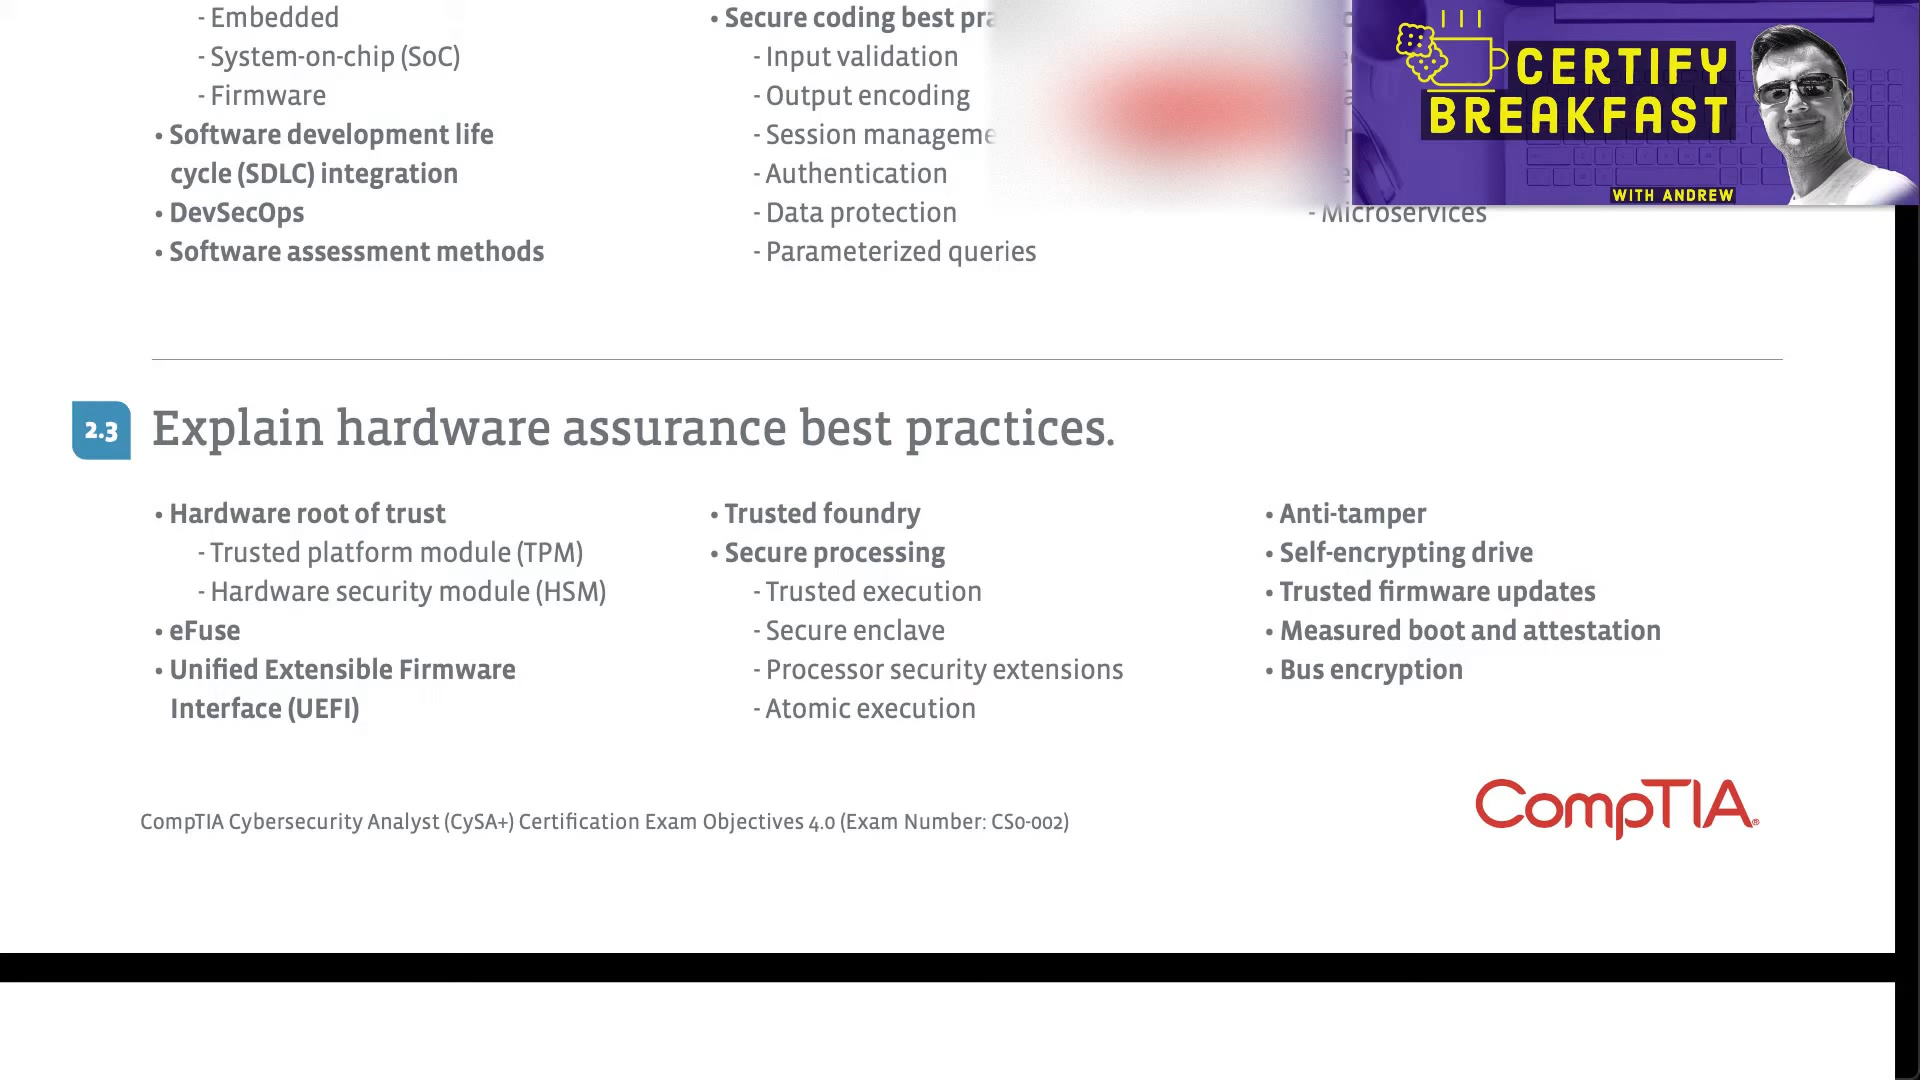 - Embedded
- System-on-chip (SoC)
- Firmware
• Software development life
cycle (SDLC) integration
• DevSecOps
• Software assessment methods
• Secure coding best
- Input validation
- Output encoding
- Session
- Authentication
- Data protection
- Parameterized queries
- Microservices
CERTIFY
BREAKFAST
WITH ANDREW
2.3 Explain hardware assurance best practices.
• Hardware root of trust
- Trusted platform module (TPM)
- Hardware security module (HSM)
• eFuse
• Unified Extensible Firmware
Interface (UEFI)
• Trusted foundry
• Secure processing
- Trusted execution
- Secure enclave
- Processor security extensions
- Atomic execution
• Anti-tamper
• Self-encrypting drive
• Trusted firmware updates
• Measured boot and attestation
• Bus encryption
CompTIA Cybersecurity Analyst (CySA+) Certification Exam Objectives 4.0 (Exam Number: CS0-002)
CompTIA®